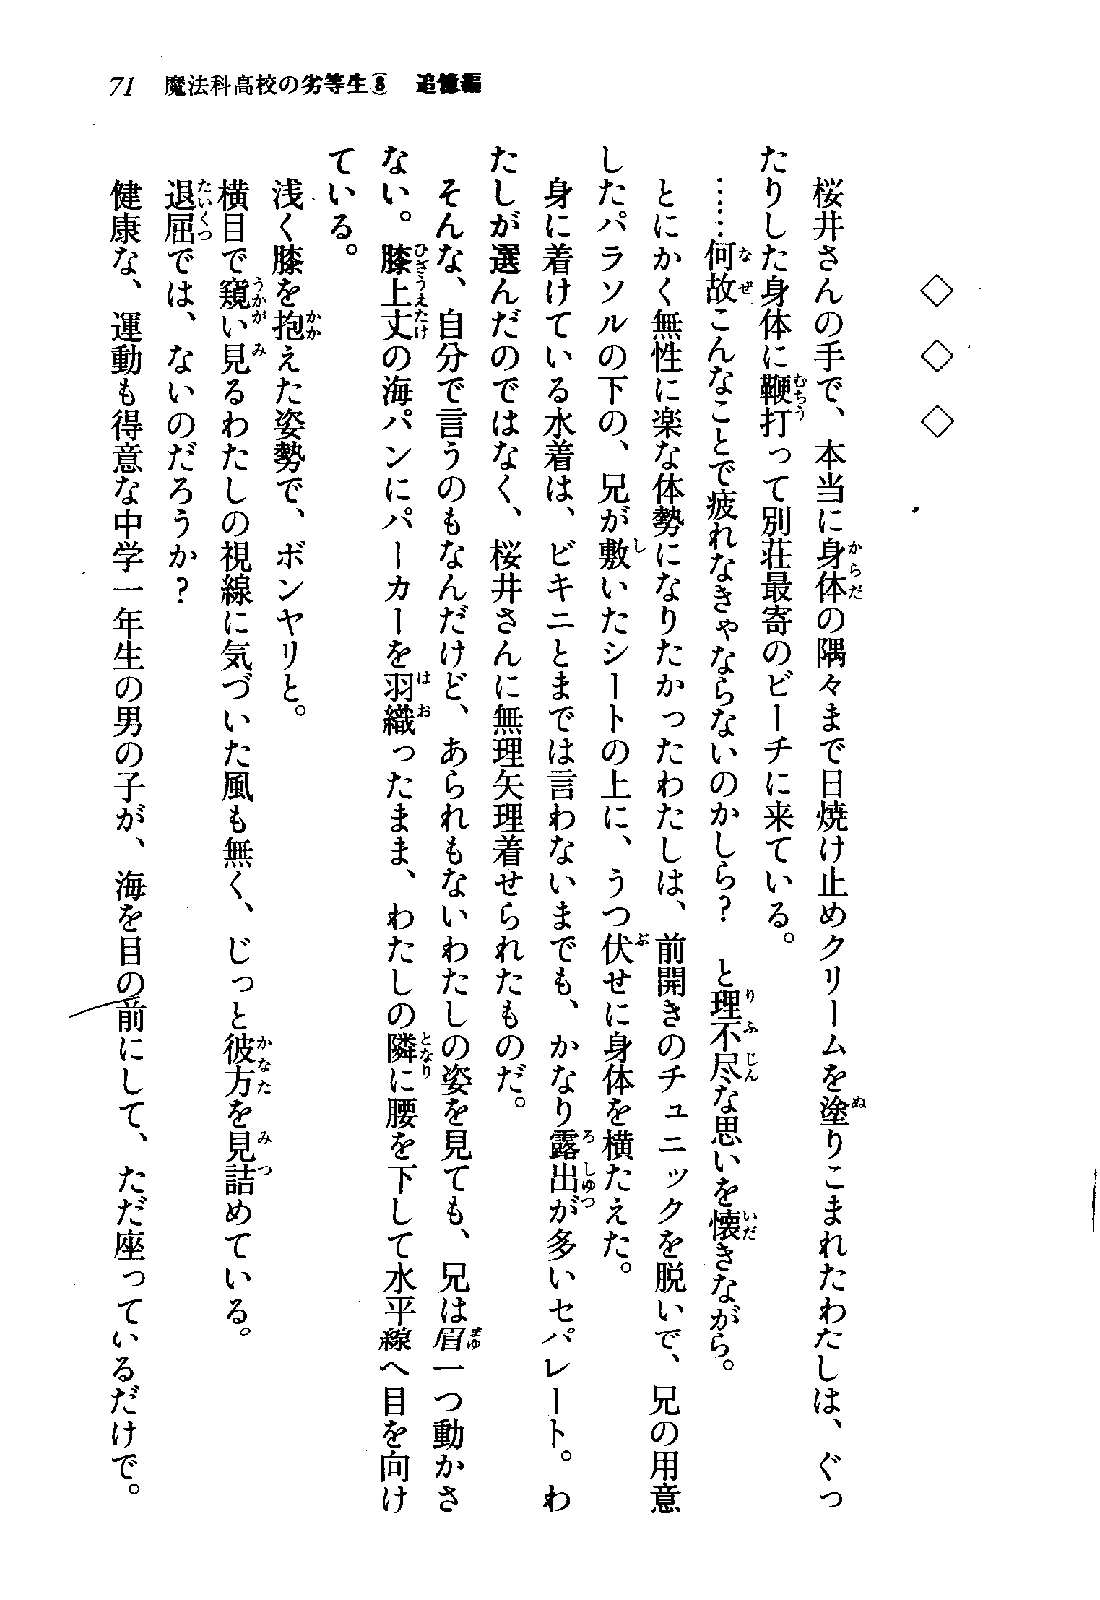 71 魔法科高校の劣等生⑧ 追憶編
◇ ◇ ◇
桜井さんの手で、本当に身体の隅々まで日焼け止めクリームを塗りこまれたわたしは、ぐっ
たりした身体に鞭打って別荘最寄のビーチに来ている。
……何故こんなことで疲れなきゃならないのかしら？　と理不尽な思いを懐きながら。
とにかく無性に楽な体勢になりたかったわたしは、前開きのチュニックを脱いで、兄の用意
したパラソルの下の、兄が敷いたシートの上に、うつ伏せに身体を横たえた。
身に着けている水着は、ビキニとまでは言わないまでも、かなり露出が多いセパレート。わ
たしが選んだのではなく、桜井さんに無理矢理着せられたものだ。
そんな、自分で言うのもなんだけど、あられもないわたしの姿を見ても、兄は眉一つ動かさ
ない。膝上丈の海パンにパーカーを羽織ったまま、わたしの隣に腰を下して水平線へ目を向け
ている。
浅く膝を抱えた姿勢で、ボンヤリと。
横目で窺い見るわたしの視線に気づいた風も無く、じっと彼方を見詰めている。
退屈では、ないのだろうか？
健康な、運動も得意な中学一年生の男の子が、海を目の前にして、ただ座っているだけで。